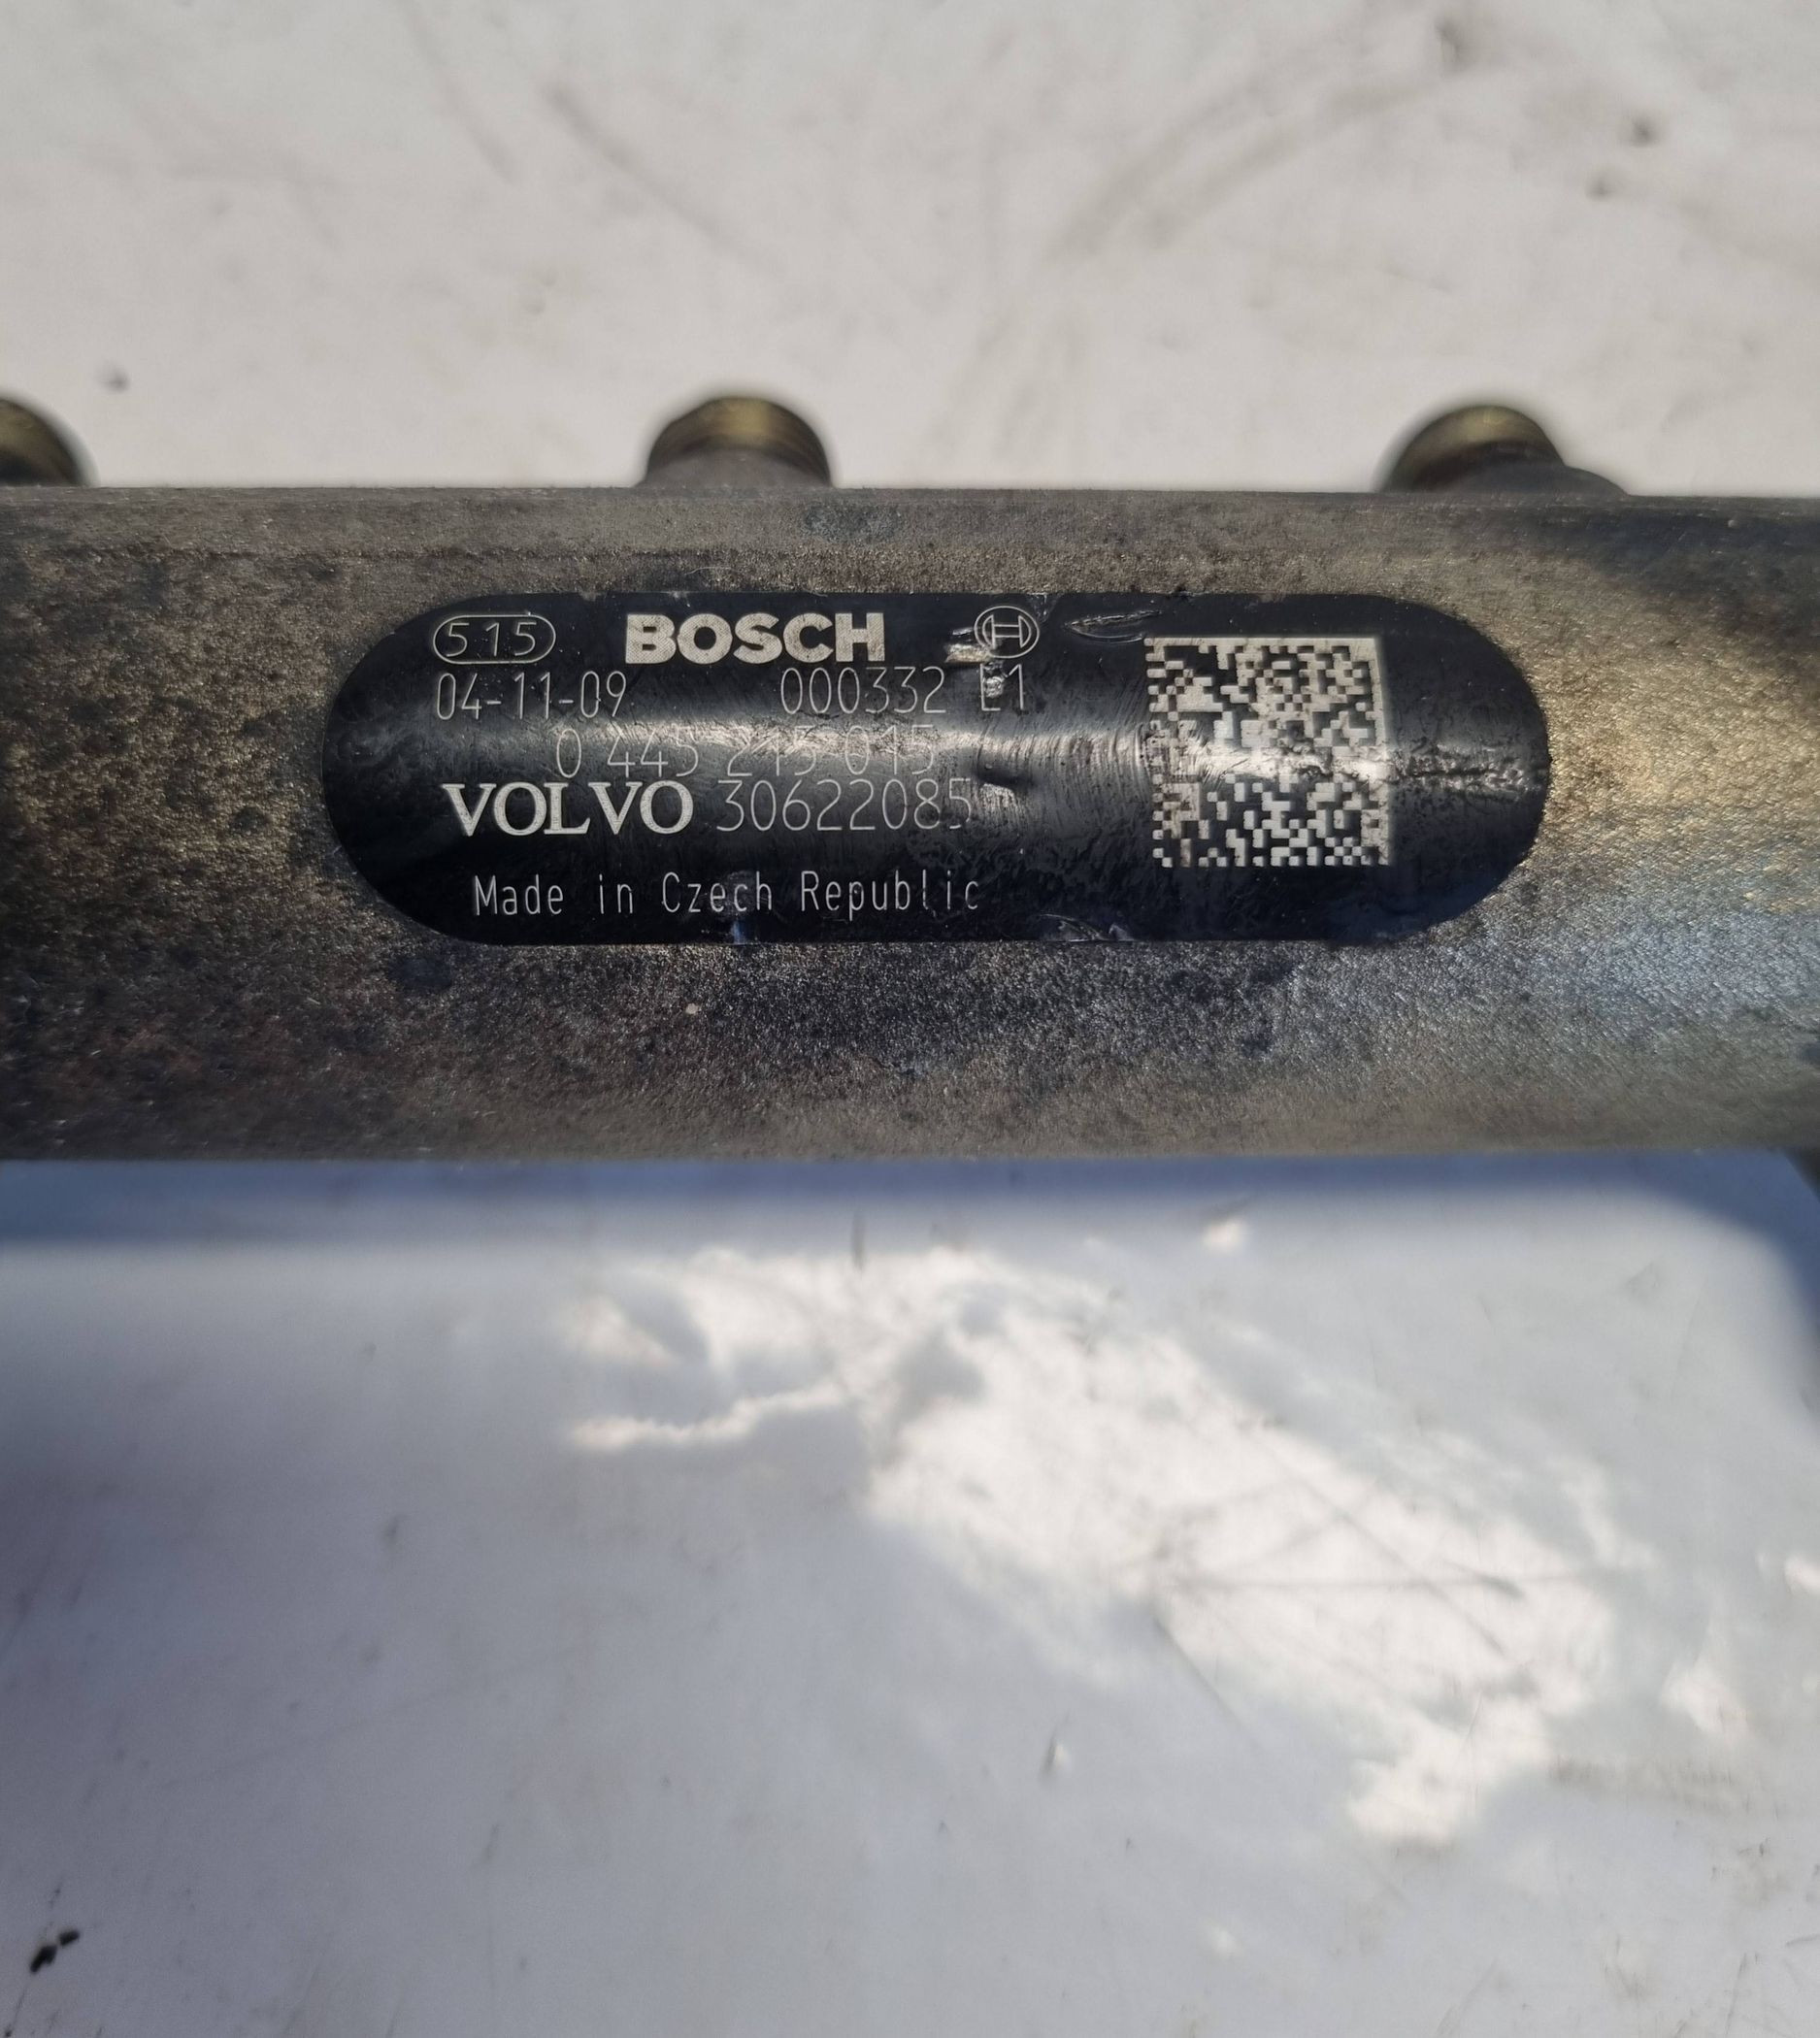 515 BOSCH
04-11-09 000332 E1
0 445 215 015
VOLVO 30622085
Made in Czech Republic